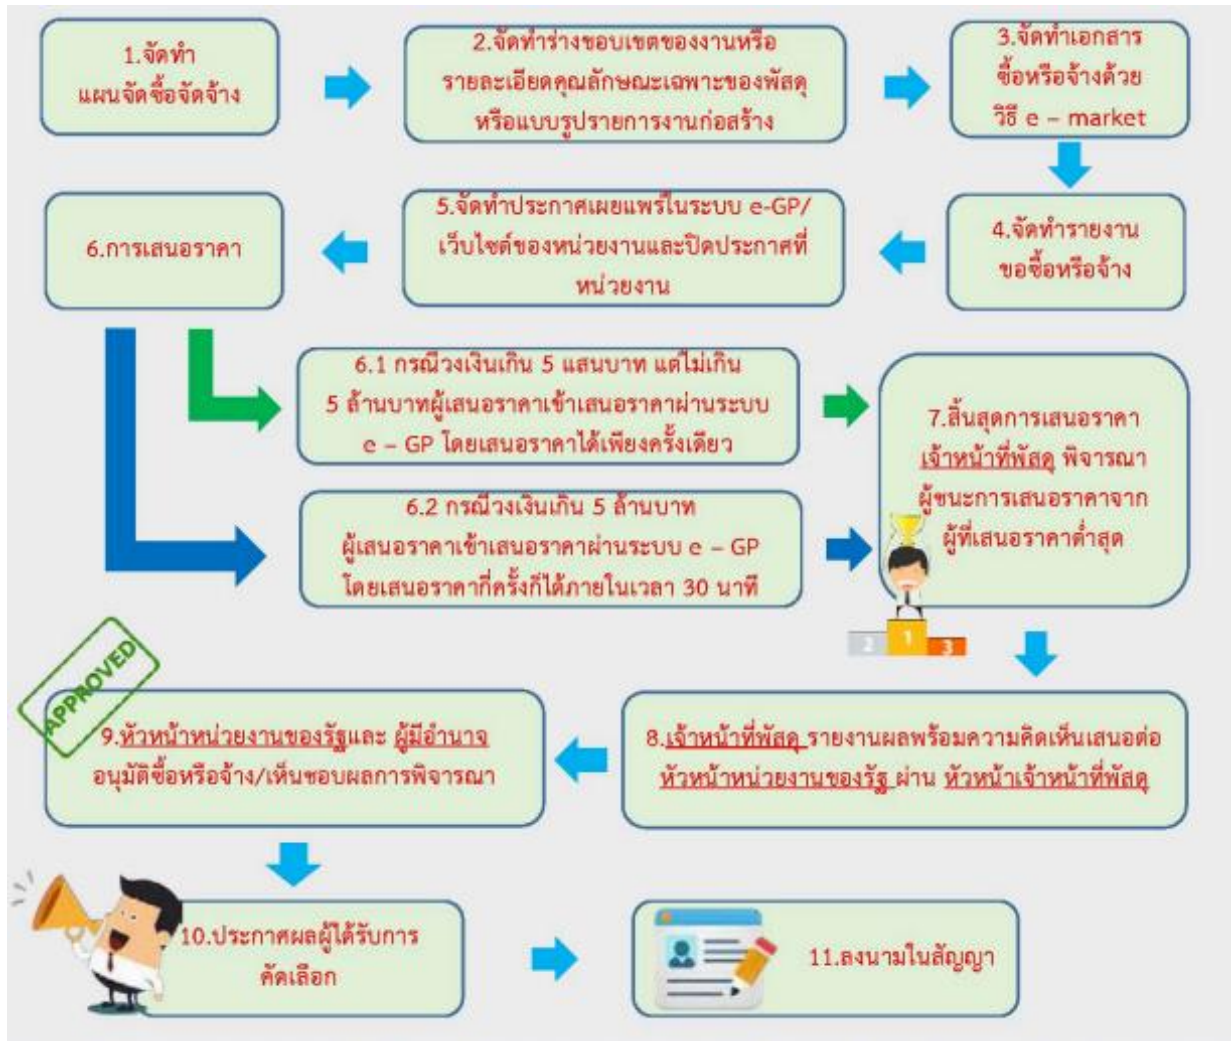 1.จัดทำ
แผนจัดซื้อจัดจ้าง
2.จัดทำร่างขอบเขตของงานหรือ
รายละเอียดคุณลักษณะเฉพาะของพัสดุ
หรือแบบรูปรายการงานก่อสร้าง
3.จัดทำเอกสาร
ซื้อหรือจ้างด้วย
วิธี e – market
4.จัดทำรายงาน
ขอซื้อหรือจ้าง
5.จัดทำประกาศเผยแพร่ในระบบ e-GP/
เว็บไซต์ของหน่วยงานและปิดประกาศที่
หน่วยงาน
6.การเสนอราคา
6.1 กรณีวงเงินเกิน 5 แสนบาท แต่ไม่เกิน
5 ล้านบาทผู้เสนอราคาเข้าเสนอราคาผ่านระบบ
e – GP โดยเสนอราคาได้เพียงครั้งเดียว
6.2 กรณีวงเงินเกิน 5 ล้านบาท
ผู้เสนอราคาเข้าเสนอราคาผ่านระบบ e – GP
โดยเสนอราคากี่ครั้งก็ได้ภายในเวลา 30 นาที
7.สิ้นสุดการเสนอราคา
เจ้าหน้าที่พัสดุ พิจารณา
ผู้ชนะการเสนอราคาจาก
ผู้ที่เสนอราคาต่ำสุด
2 1 3
8.เจ้าหน้าที่พัสดุ รายงานผลพร้อมความคิดเห็นเสนอต่อ
หัวหน้าหน่วยงานของรัฐ ผ่าน หัวหน้าเจ้าหน้าที่พัสดุ
APPROVED
9.หัวหน้าหน่วยงานของรัฐและ ผู้มีอำนาจ
อนุมัติซื้อหรือจ้าง/เห็นชอบผลการพิจารณา
10.ประกาศผลผู้ได้รับการ
คัดเลือก
11.ลงนามในสัญญา